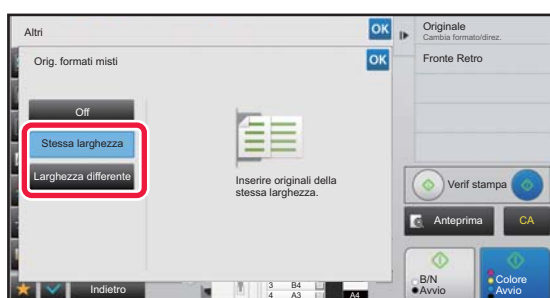 Altri
OK
Originale
Cambia formato/direz.
Orig. formati misti
OK
Fronte Retro
Off
Stessa larghezza
Larghezza differente
Inserire originali della
stessa larghezza.
Verif stampa
Anteprima
CA
Indietro
3 B4
4 A3
A4
B/N
Avvio
Colore
Avvio